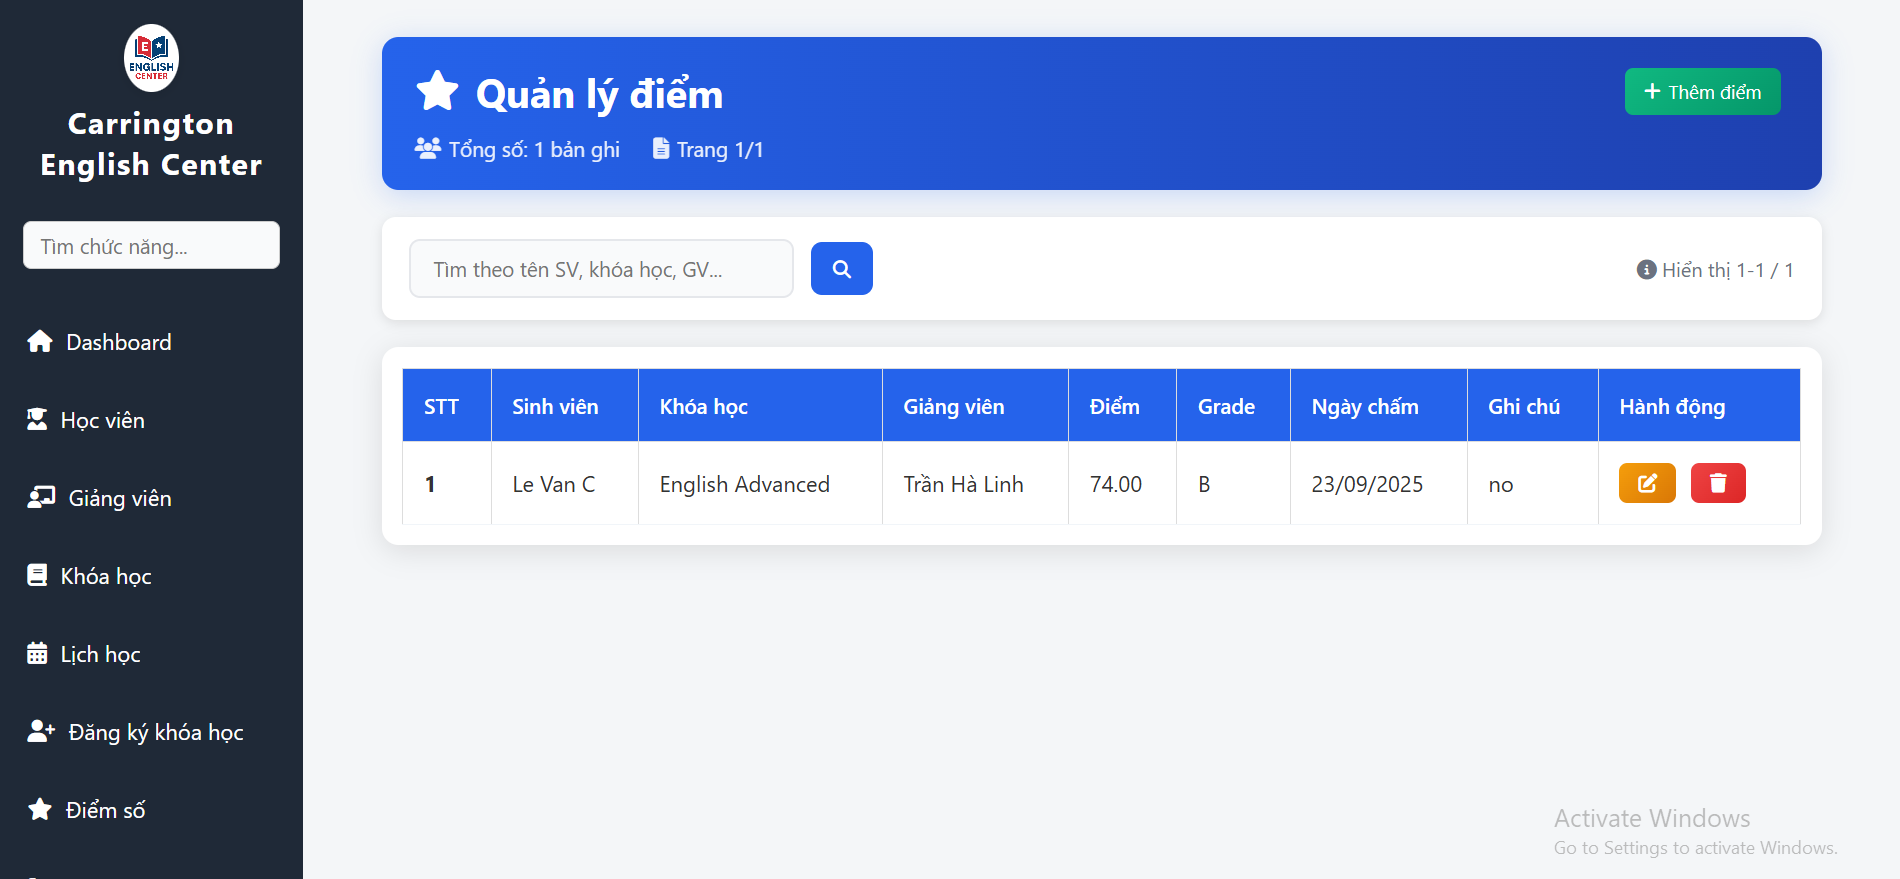 E
ENGLISH
CENTER
Carrington
English Center
Tìm chức năng...
Dashboard
Học viên
Giảng viên
Khóa học
Lịch học
Đăng ký khóa học
Điểm số
Quản lý điểm
Thêm điểm
Tổng số: 1 bản ghi Trang 1/1
Tìm theo tên SV, khóa học, GV...
Hiển thị 1-1 / 1
STT Sinh viên Khóa học Giảng viên Điểm Grade Ngày chấm Ghi chú Hành động
1 Le Van C English Advanced Trần Hà Linh 74.00 B 23/09/2025 no
Activate Windows
Go to Settings to activate Windows.